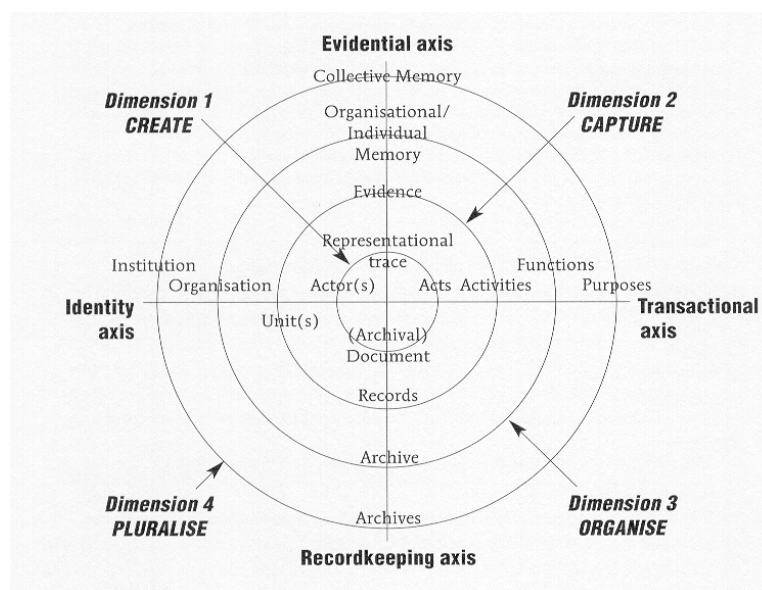 Evidential axis
Collective Memory
Dimension 1
CREATE
Dimension 2
CAPTURE
Organisational/
Individual
Memory
Evidence
Representational
trace
Institution
Functions
Organisation
Actor(s)
Acts
Activities
Purposes
Identity
axis
Transactional
axis
Unit(s)
(Archival)
Document
Records
Archive
Dimension 4
PLURALISE
Dimension 3
ORGANISE
Archives
Recordkeeping axis